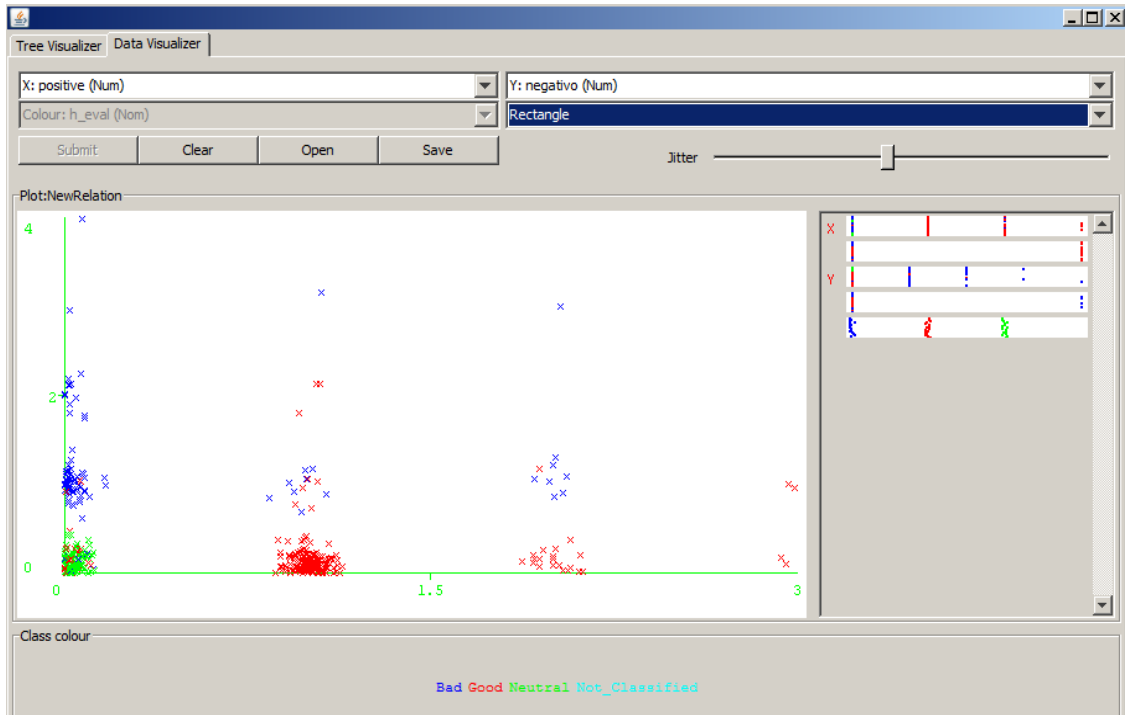 Tree Visualizer Data Visualizer
X: positive (Num) Y: negativo (Num)
Colour: h_eval (Nom) Rectangle
Submit Clear Open Save Jitter
Plot:NewRelation
4
2
0
0 1.5 3
X
Y
Class colour
Bad Good Neutral Not_Classified